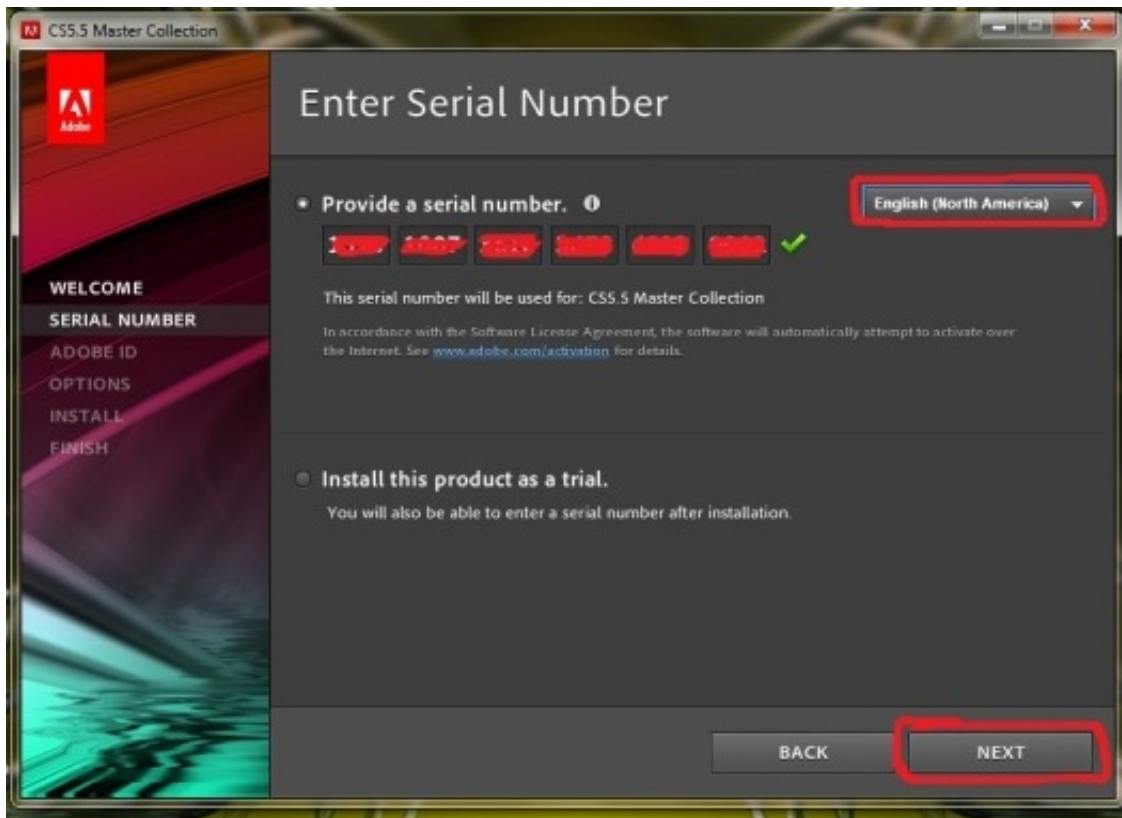 CS5.5 Master Collection
Adobe
Enter Serial Number
Provide a serial number.
English (North America)
This serial number will be used for: CS5.5 Master Collection
In accordance with the Software License Agreement, the software will automatically attempt to activate over
the Internet. See www.adobe.com/activation for details.
WELCOME
SERIAL NUMBER
ADOBE ID
OPTIONS
INSTALL
FINISH
Install this product as a trial.
You will also be able to enter a serial number after installation.
BACK
NEXT